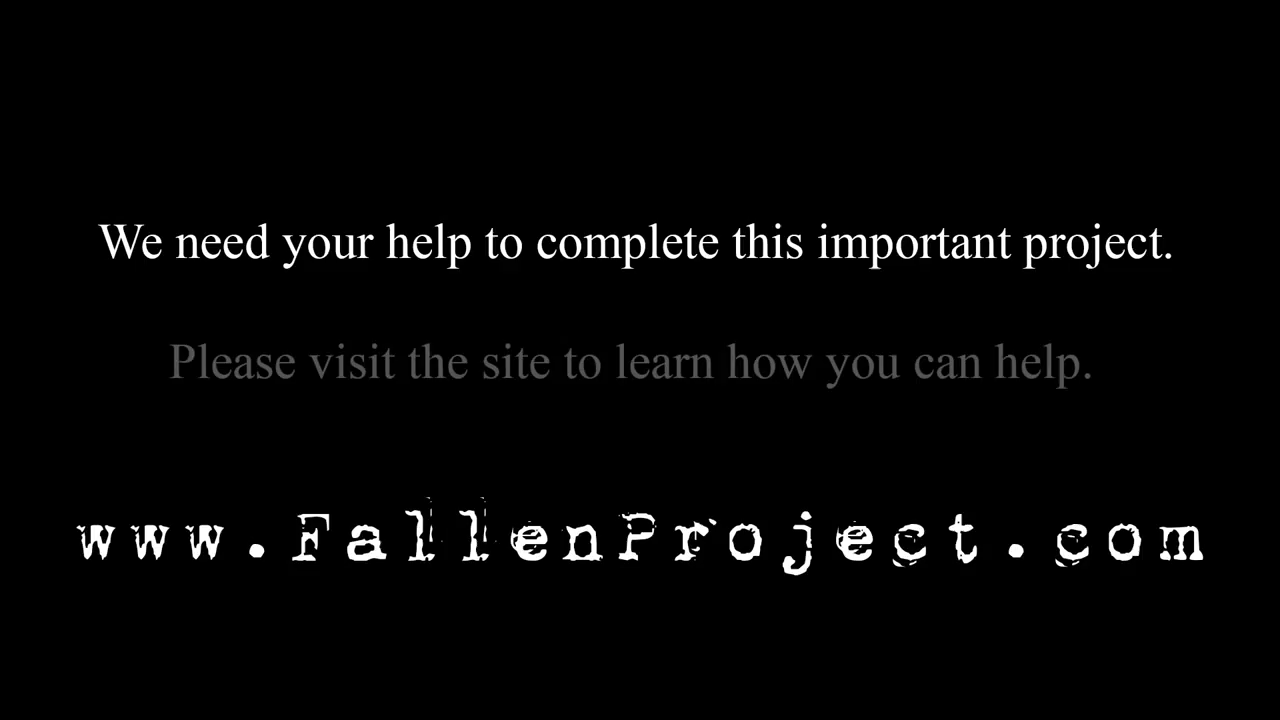 We need your help to complete this important project.
Please visit the site to learn how you can help.
www.FallenProject.com